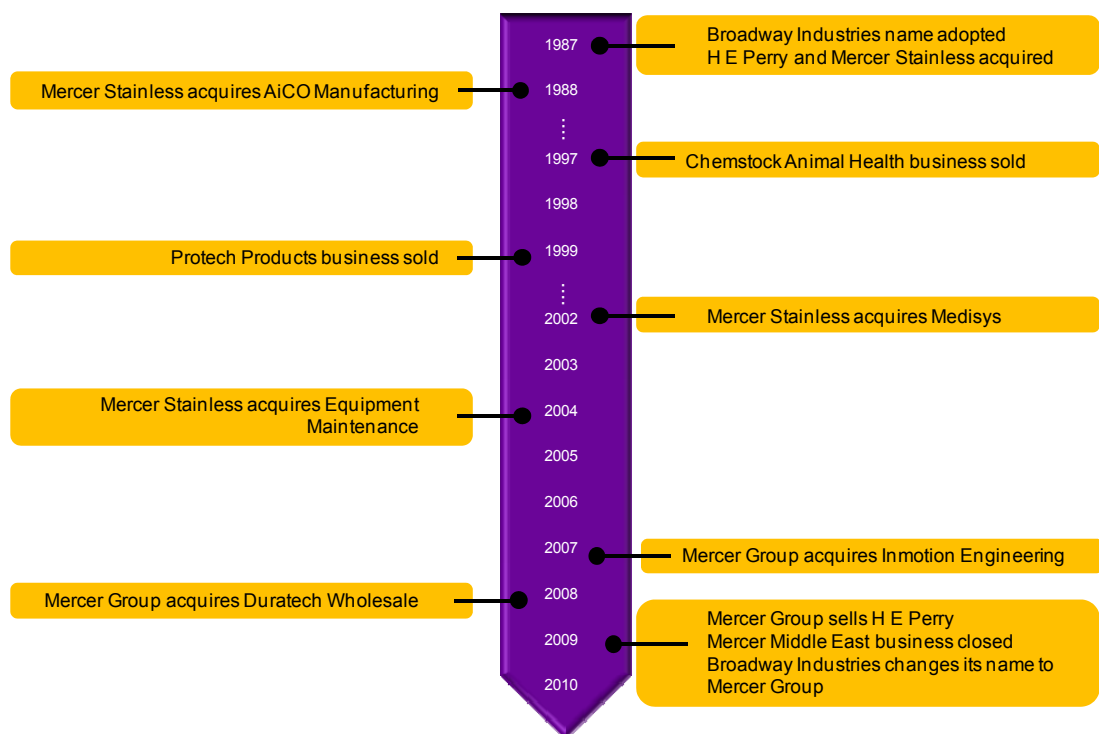 1987
Broadway Industries name adopted
H E Perry and Mercer Stainless acquired
Mercer Stainless acquires AiCO Manufacturing
1988
1997
Chemstock Animal Health business sold
1998
Protech Products business sold
1999
2002
Mercer Stainless acquires Medisys
2003
Mercer Stainless acquires Equipment
Maintenance
2004
2005
2006
2007
Mercer Group acquires Inmotion Engineering
Mercer Group acquires Duratech Wholesale
2008
2009
Mercer Group sells H E Perry
Mercer Middle East business closed
Broadway Industries changes its name to
Mercer Group
2010